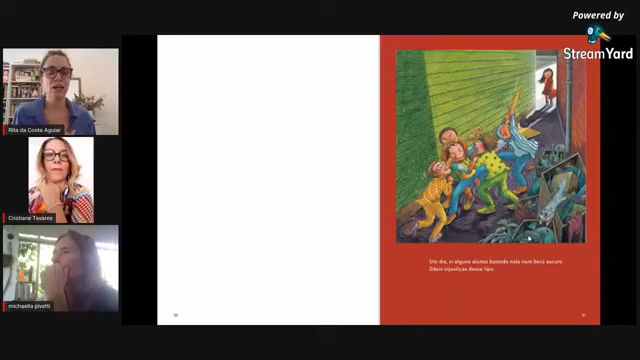 Powered by
StreamYard
Rita da Costa Aguiar
Cristiane Tavares
michaella pivetti
Um dia, vi alguns alunos batendo nela num beco escuro.
Odeio injustiças desse tipo.